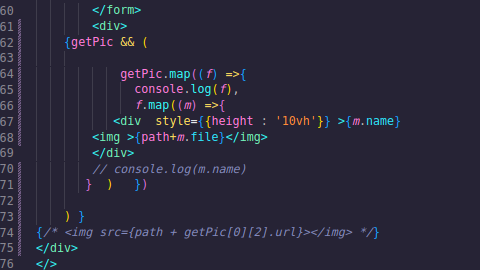 60 </form>
61 <div>
62 {getPic && (
63
64 getPic.map((f) =>{
65 console.log(f),
66 f.map((m) =>{
67 <div  style={{height : '10vh'}} >{m.name}
68 <img >{path+m.file}</img>
69 </div>
70 // console.log(m.name)
71 }  )   })
72
73 ) }
74 {/* <img src={path + getPic[0][2].url}></img> */}
75 </div>
76 </>